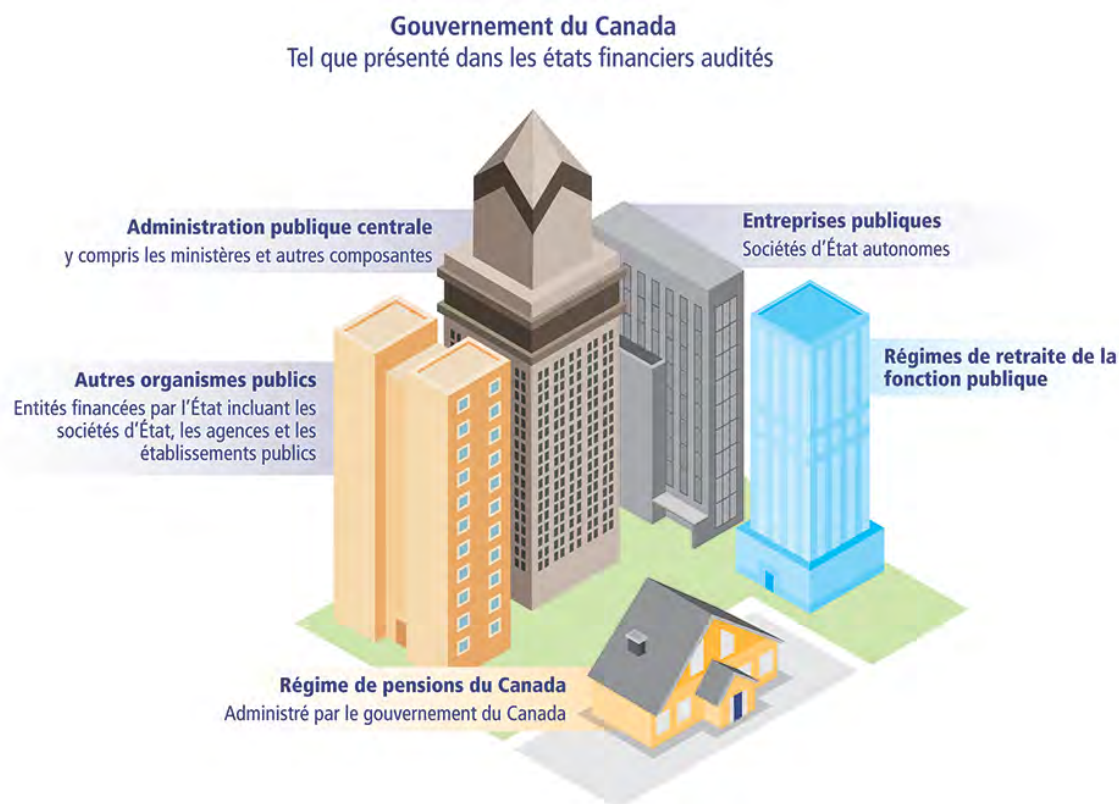 Gouvernement du Canada
Tel que présenté dans les états financiers audités
Administration publique centrale
y compris les ministères et autres composantes
Entreprises publiques
Sociétés d’État autonomes
Autres organismes publics
Entités financées par l’État incluant les
sociétés d’État, les agences et les
établissements publics
Régimes de retraite de la
fonction publique
Régime de pensions du Canada
Administré par le gouvernement du Canada